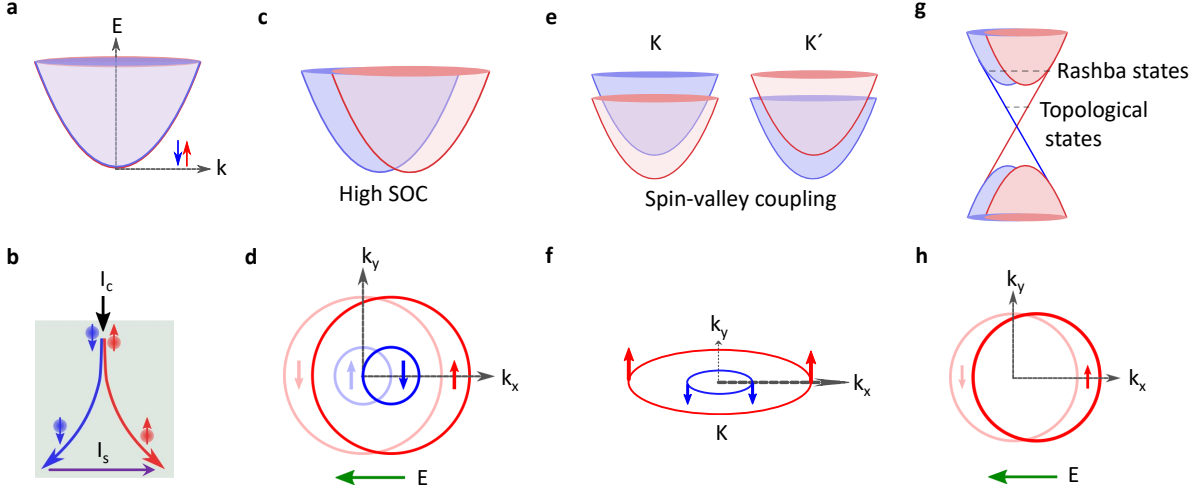 a
E
k
b
I_c
I_s
c
High SOC
d
k_y
k_x
E
e
K K´
Spin-valley coupling
f
k_y
k_x
K
g
Rashba states
Topological
states
h
k_y
k_x
E